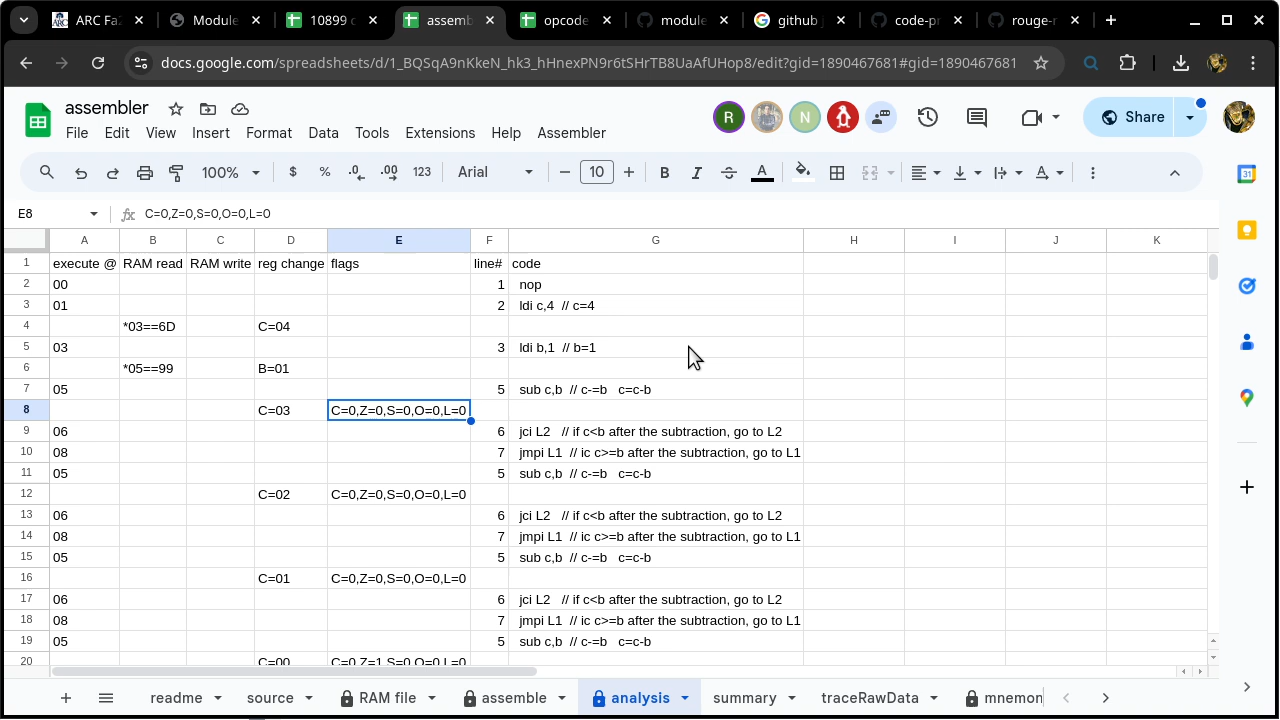 ARC Fa2
Module
10899 c
assemb
opcode
module
github
code-p
rouge-r
docs.google.com/spreadsheets/d/1_BQSqA9nKkeN_hk3_hHnexPN9r6tSHrTB8UaAfUHop8/edit?gid=1890467681#gid=1890467681
assembler
File Edit View Insert Format Data Tools Extensions Help Assembler
R N Share
100% $ % .0 .00 123 Arial 10 B I A
E8 fx C=0,Z=0,S=0,O=0,L=0
A B C D E F G H I J K
1 execute @ RAM read RAM write reg change flags line# code
2 00 1 nop
3 01 2 ldi c,4 // c=4
4 *03==6D C=04
5 03 3 ldi b,1 // b=1
6 *05==99 B=01
7 05 5 sub c,b // c-=b c=c-b
8 C=03 C=0,Z=0,S=0,O=0,L=0
9 06 6 jci L2 // if c<b after the subtraction, go to L2
10 08 7 jmpi L1 // ic c>=b after the subtraction, go to L1
11 05 5 sub c,b // c-=b c=c-b
12 C=02 C=0,Z=0,S=0,O=0,L=0
13 06 6 jci L2 // if c<b after the subtraction, go to L2
14 08 7 jmpi L1 // ic c>=b after the subtraction, go to L1
15 05 5 sub c,b // c-=b c=c-b
16 C=01 C=0,Z=0,S=0,O=0,L=0
17 06 6 jci L2 // if c<b after the subtraction, go to L2
18 08 7 jmpi L1 // ic c>=b after the subtraction, go to L1
19 05 5 sub c,b // c-=b c=c-b
20 C=00 C=0,Z=1,S=0,O=0,L=0
readme source RAM file assemble analysis summary traceRawData mnemon
31